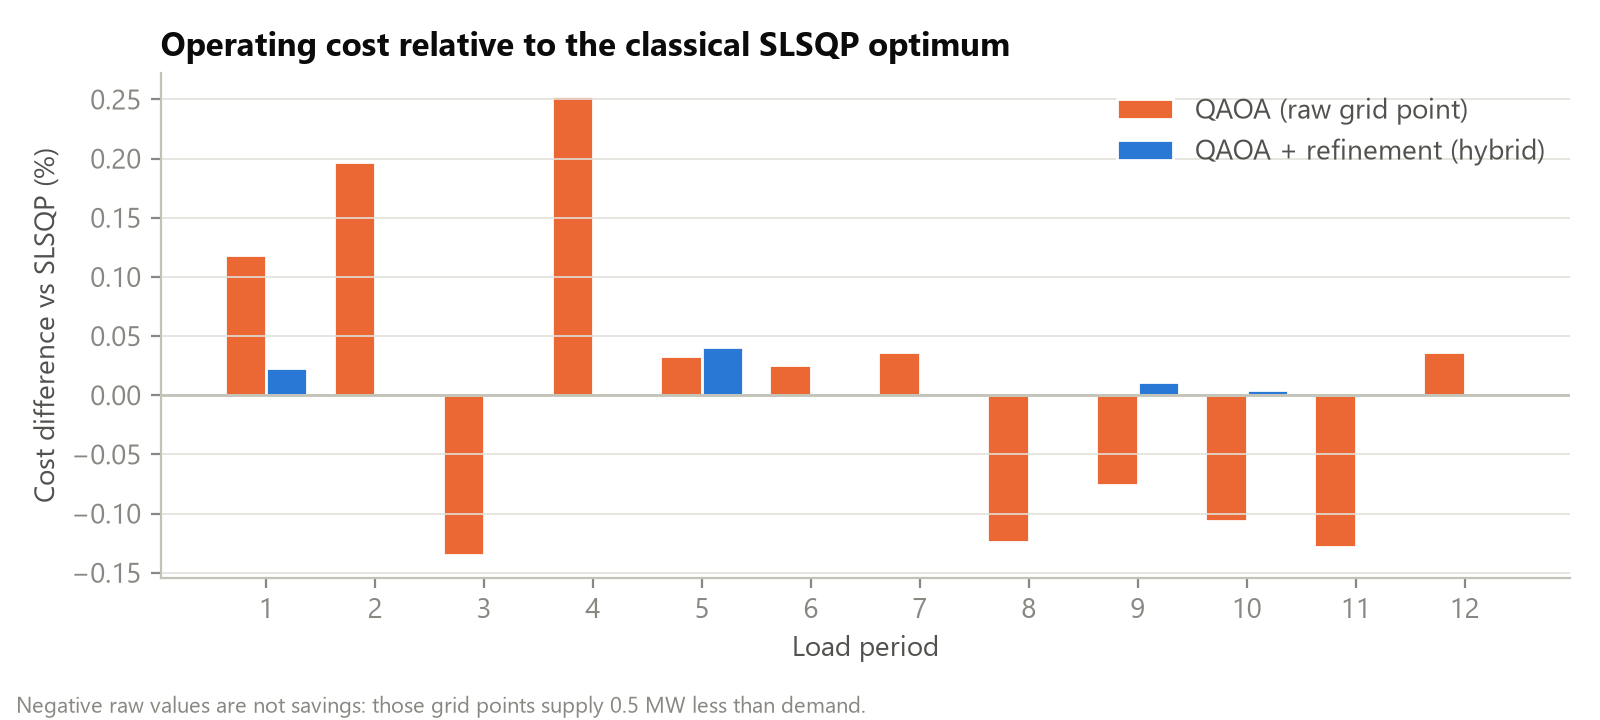 Operating cost relative to the classical SLSQP optimum
QAOA (raw grid point)
QAOA + refinement (hybrid)
Cost difference vs SLSQP (%)
0.25
0.20
0.15
0.10
0.05
0.00
−0.05
−0.10
−0.15
1 2 3 4 5 6 7 8 9 10 11 12
Load period
Negative raw values are not savings: those grid points supply 0.5 MW less than demand.